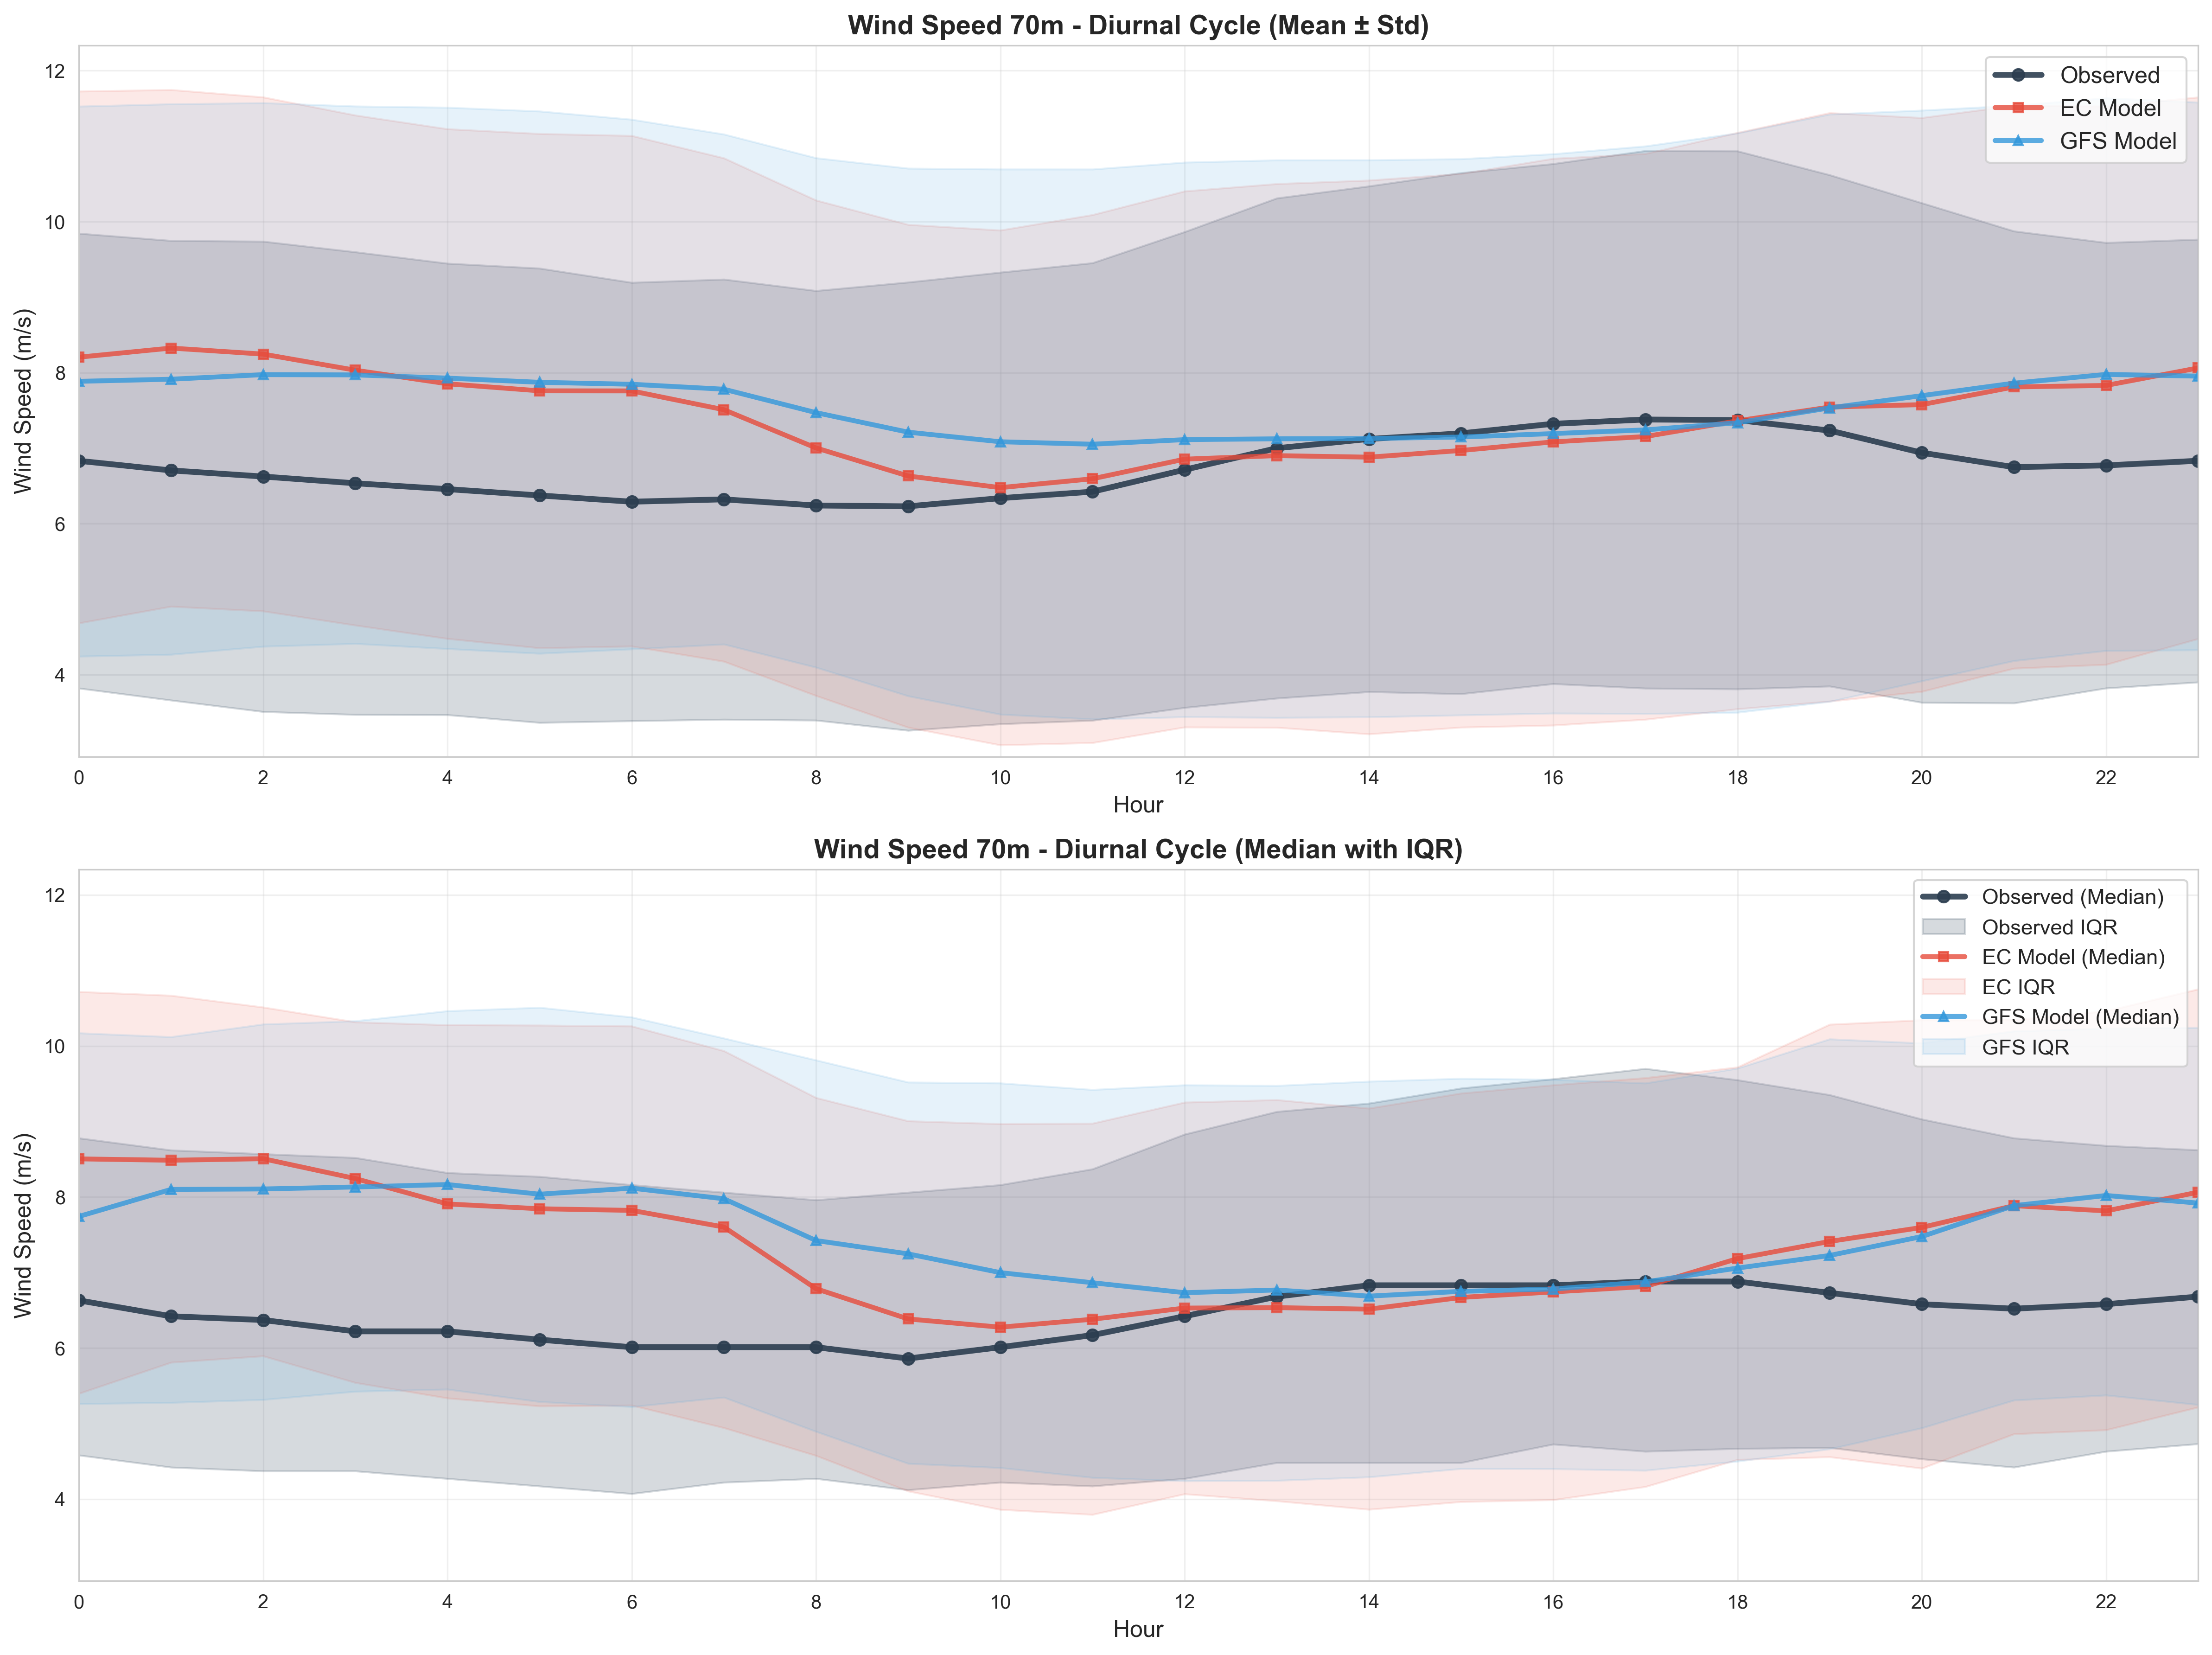 Wind Speed 70m - Diurnal Cycle (Mean ± Std)
Wind Speed (m/s)
12
10
8
6
4
Observed
EC Model
GFS Model
0 2 4 6 8 10 12 14 16 18 20 22
Hour
Wind Speed 70m - Diurnal Cycle (Median with IQR)
Wind Speed (m/s)
12
10
8
6
4
Observed (Median)
Observed IQR
EC Model (Median)
EC IQR
GFS Model (Median)
GFS IQR
0 2 4 6 8 10 12 14 16 18 20 22
Hour